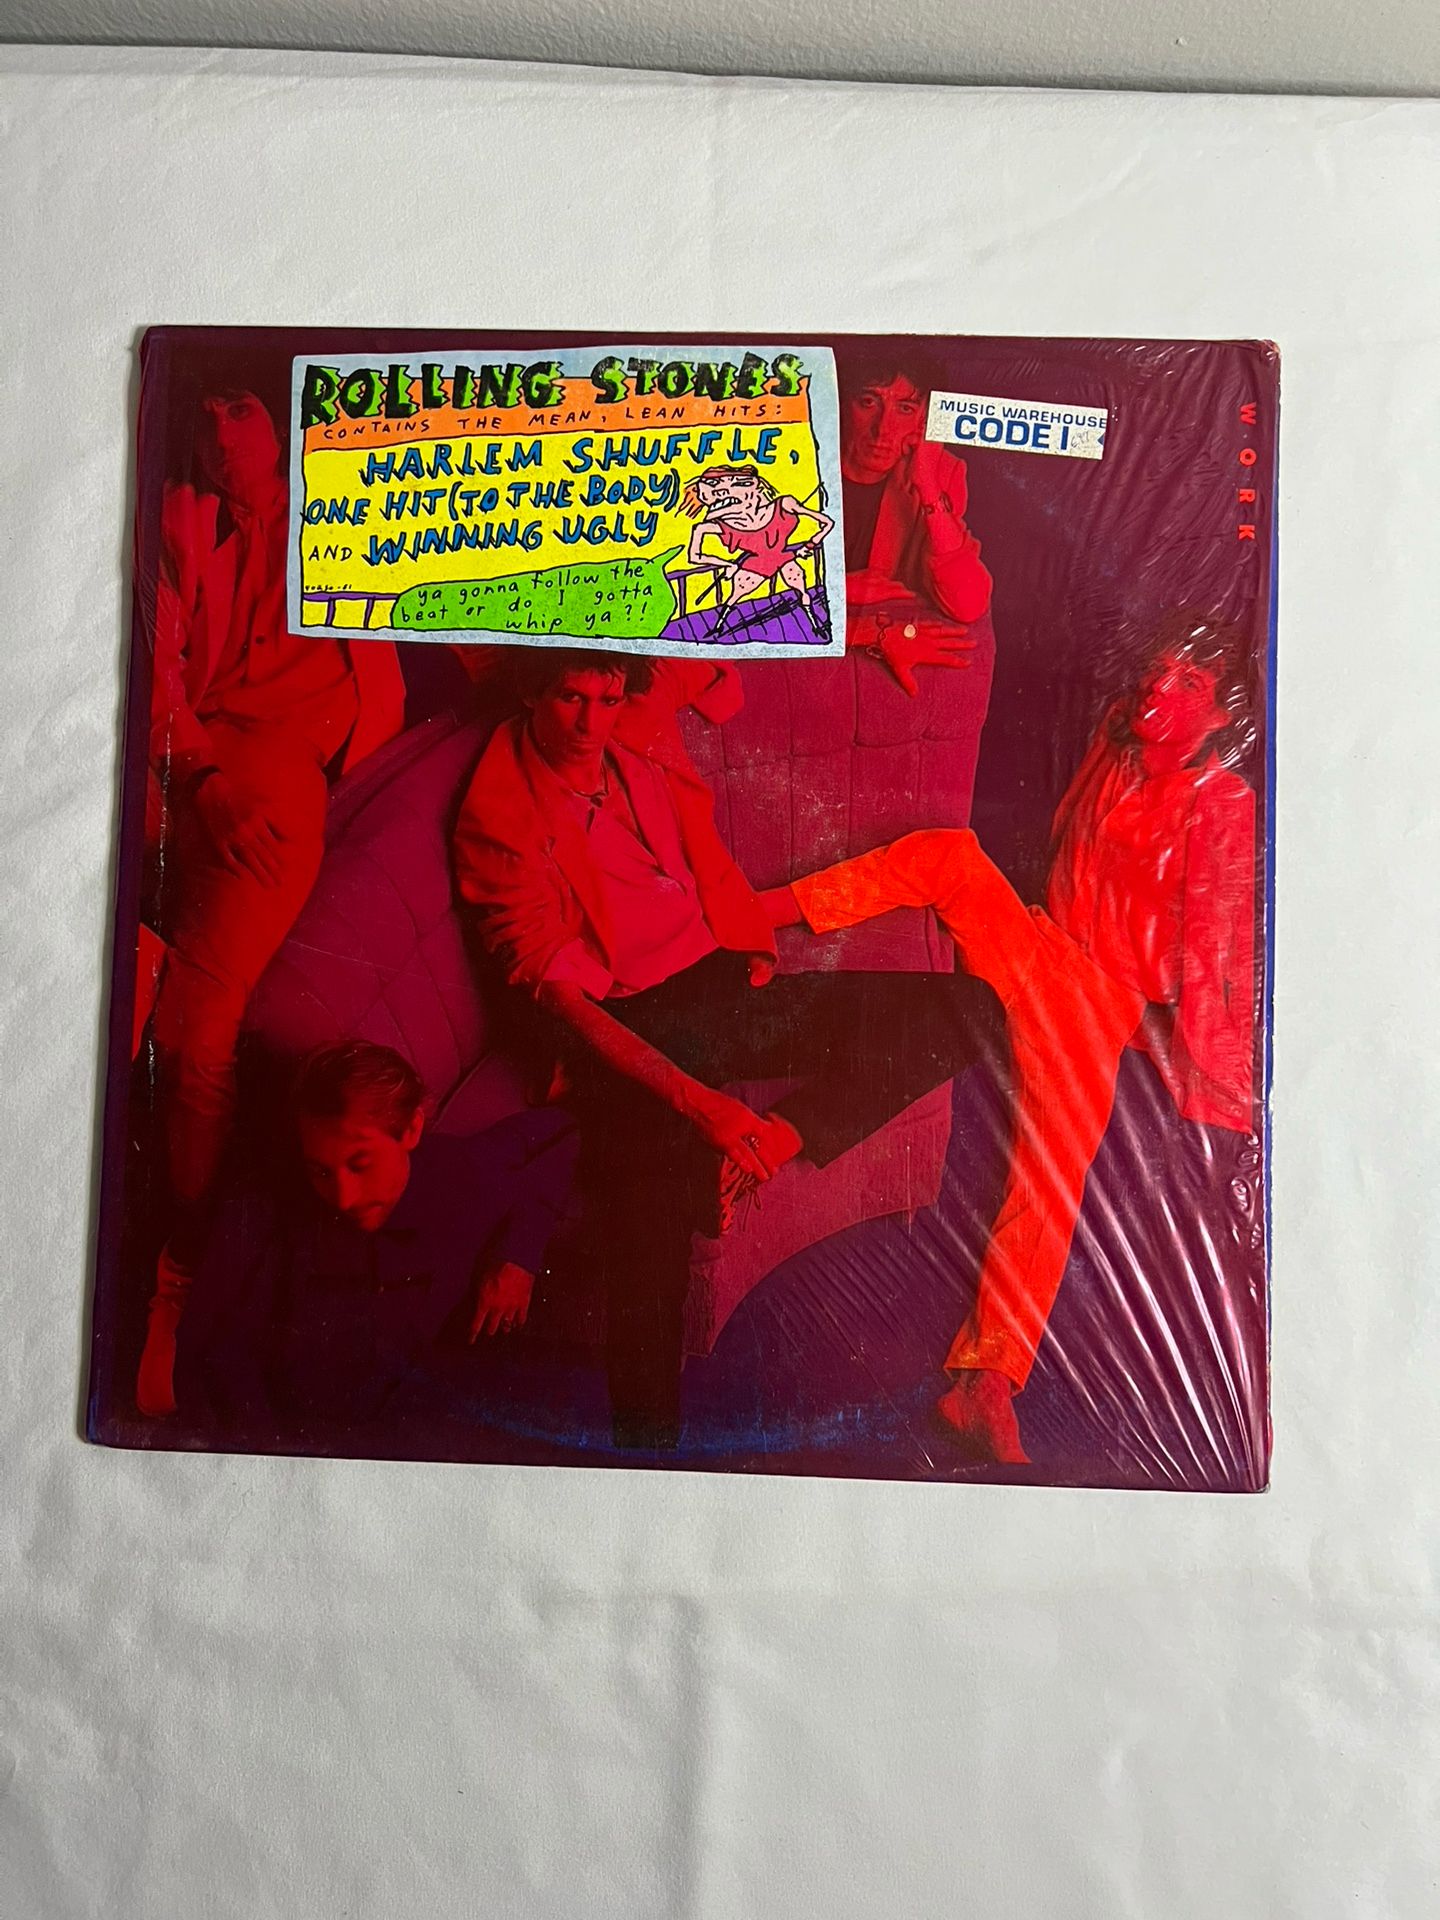 ROLLING STONES
CONTAINS THE MEAN, LEAN HITS:
HARLEM SHUFFLE,
ONE HIT (TO THE BODY)
AND WINNING UGLY
ya gonna follow the
beat or do I gotta
whip ya?!
MUSIC WAREHOUSE
CODE I
WORK